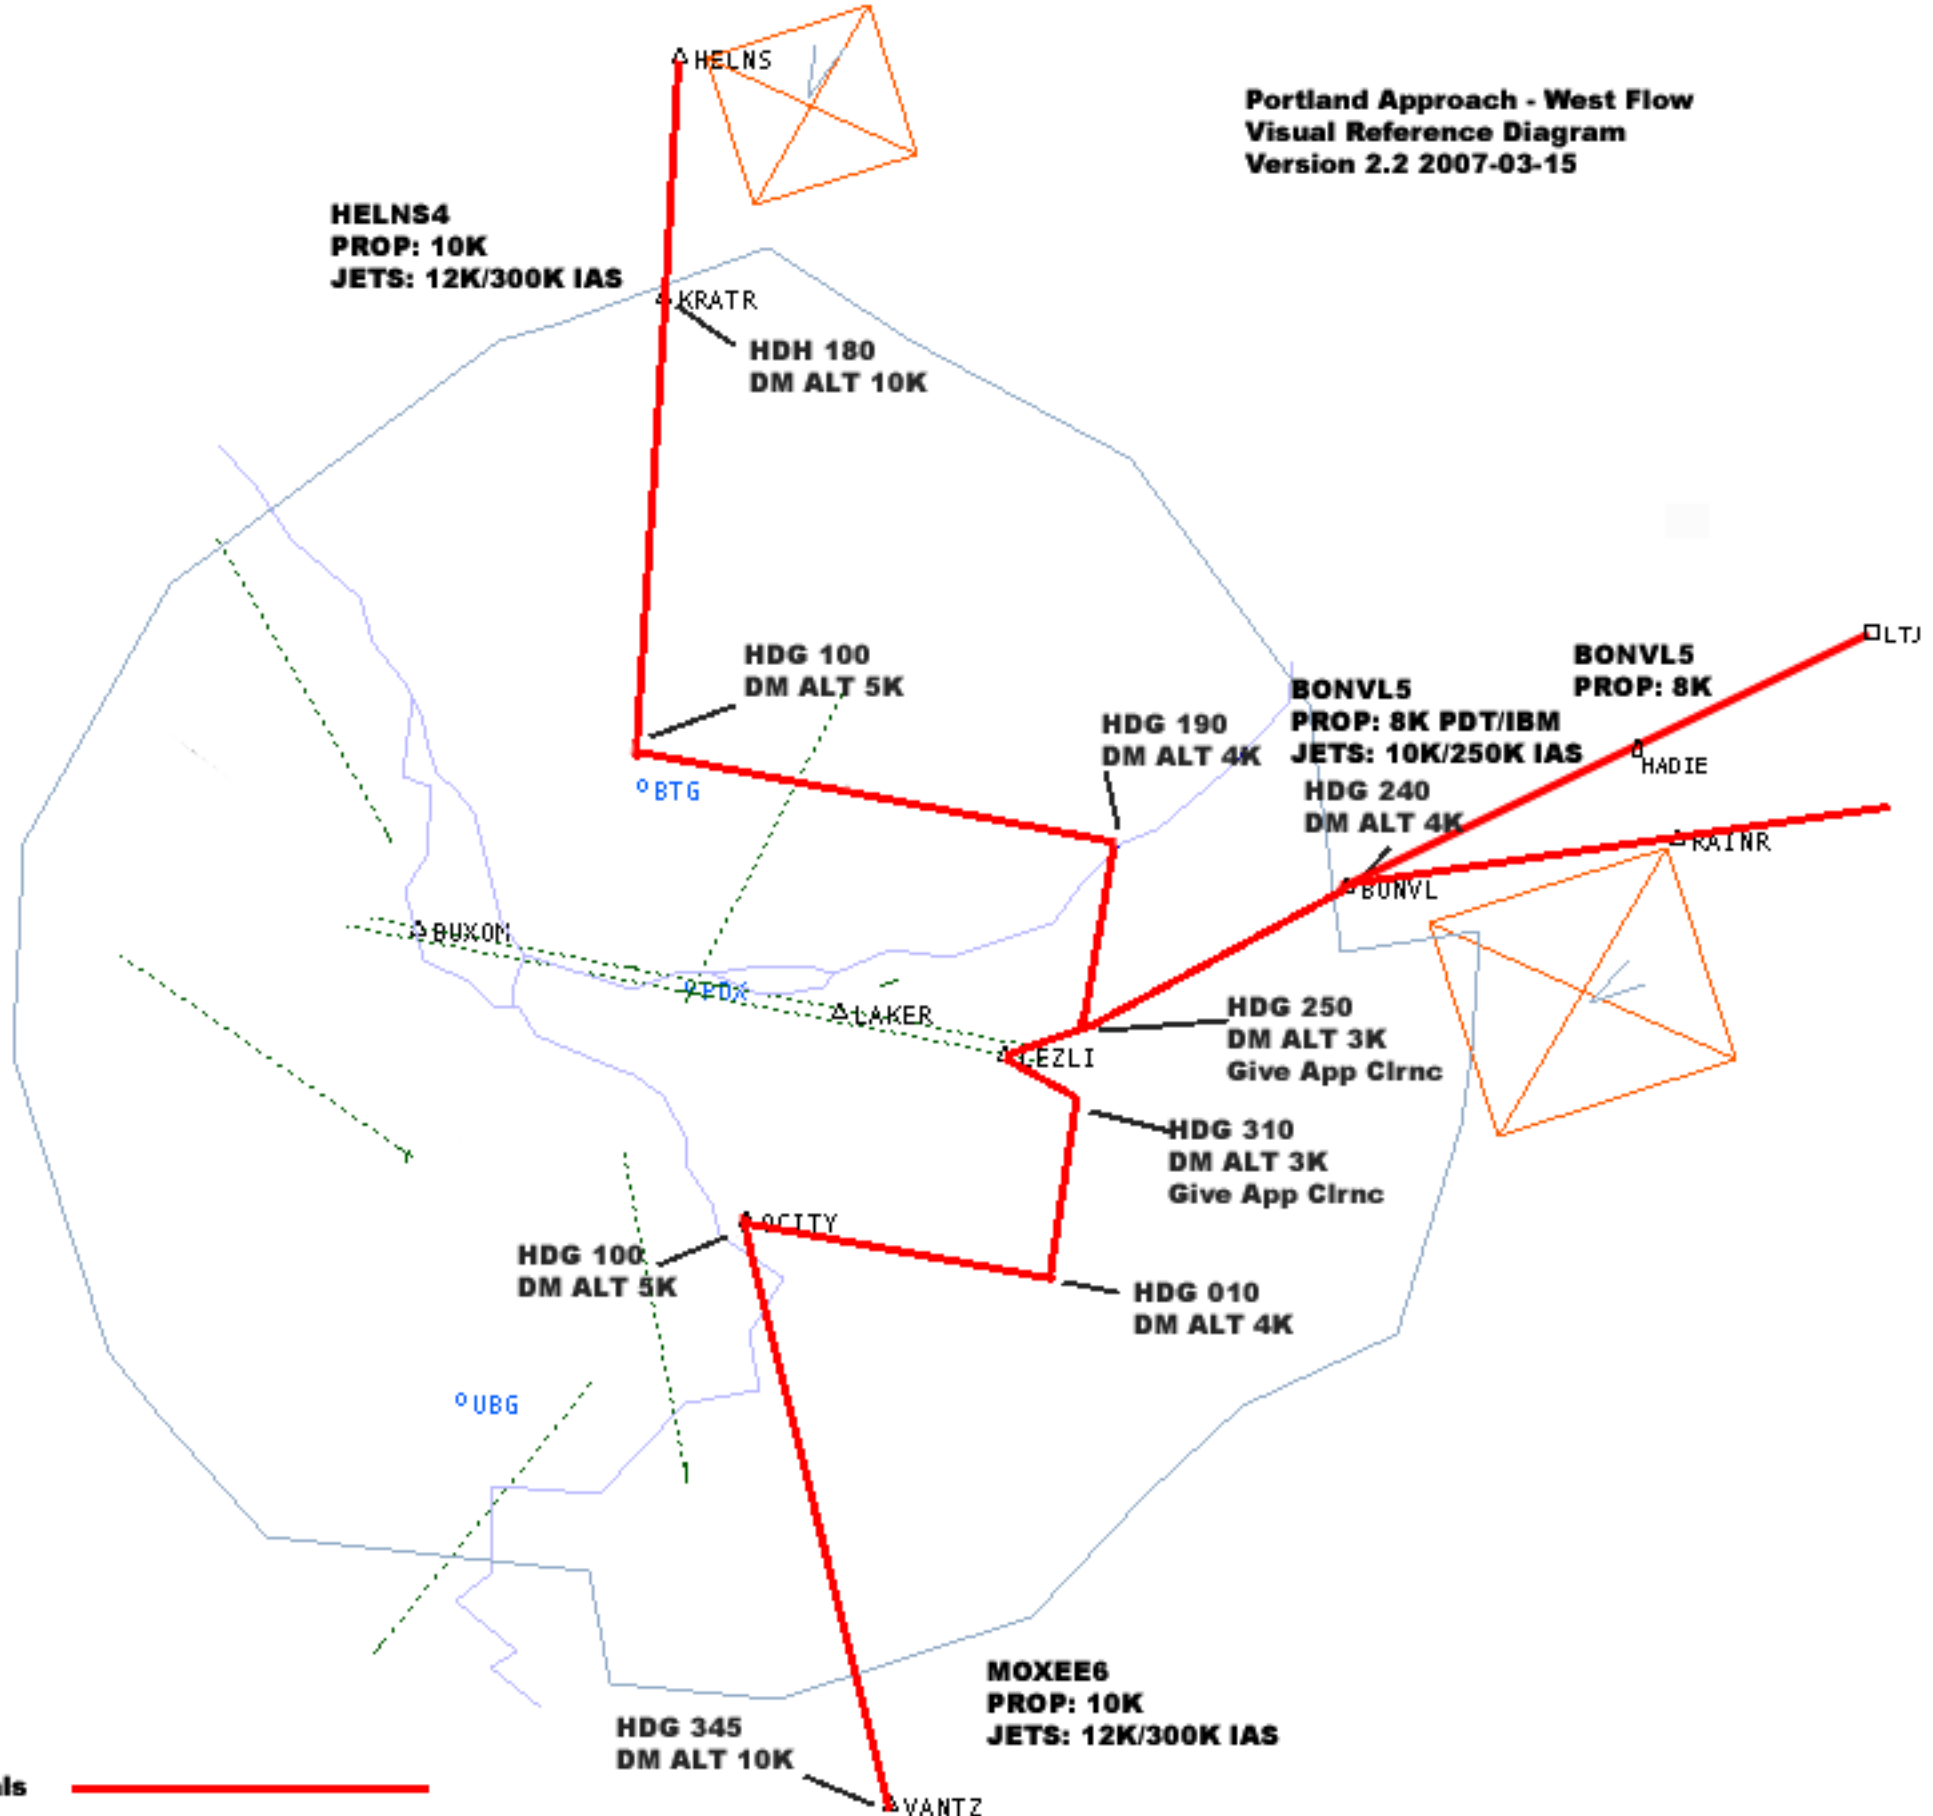 HELNS
Portland Approach - West Flow
Visual Reference Diagram
Version 2.2 2007-03-15
HELNS4
PROP: 10K
JETS: 12K/300K IAS
KRATR
HDH 180
DM ALT 10K
HDG 100
DM ALT 5K
BTG
HDG 190
DM ALT 4K
BONVL5
PROP: 8K PDT/IBM
JETS: 10K/250K IAS
HDG 240
DM ALT 4K
BONVL5
PROP: 8K
LTJ
HADIE
RAINR
BONVL
BUXOM
PDX
LAKER
LEZLI
HDG 250
DM ALT 3K
Give App Clrnc
HDG 310
DM ALT 3K
Give App Clrnc
OCITY
HDG 100
DM ALT 5K
HDG 010
DM ALT 4K
UBG
MOXEE6
PROP: 10K
JETS: 12K/300K IAS
HDG 345
DM ALT 10K
VANTZ